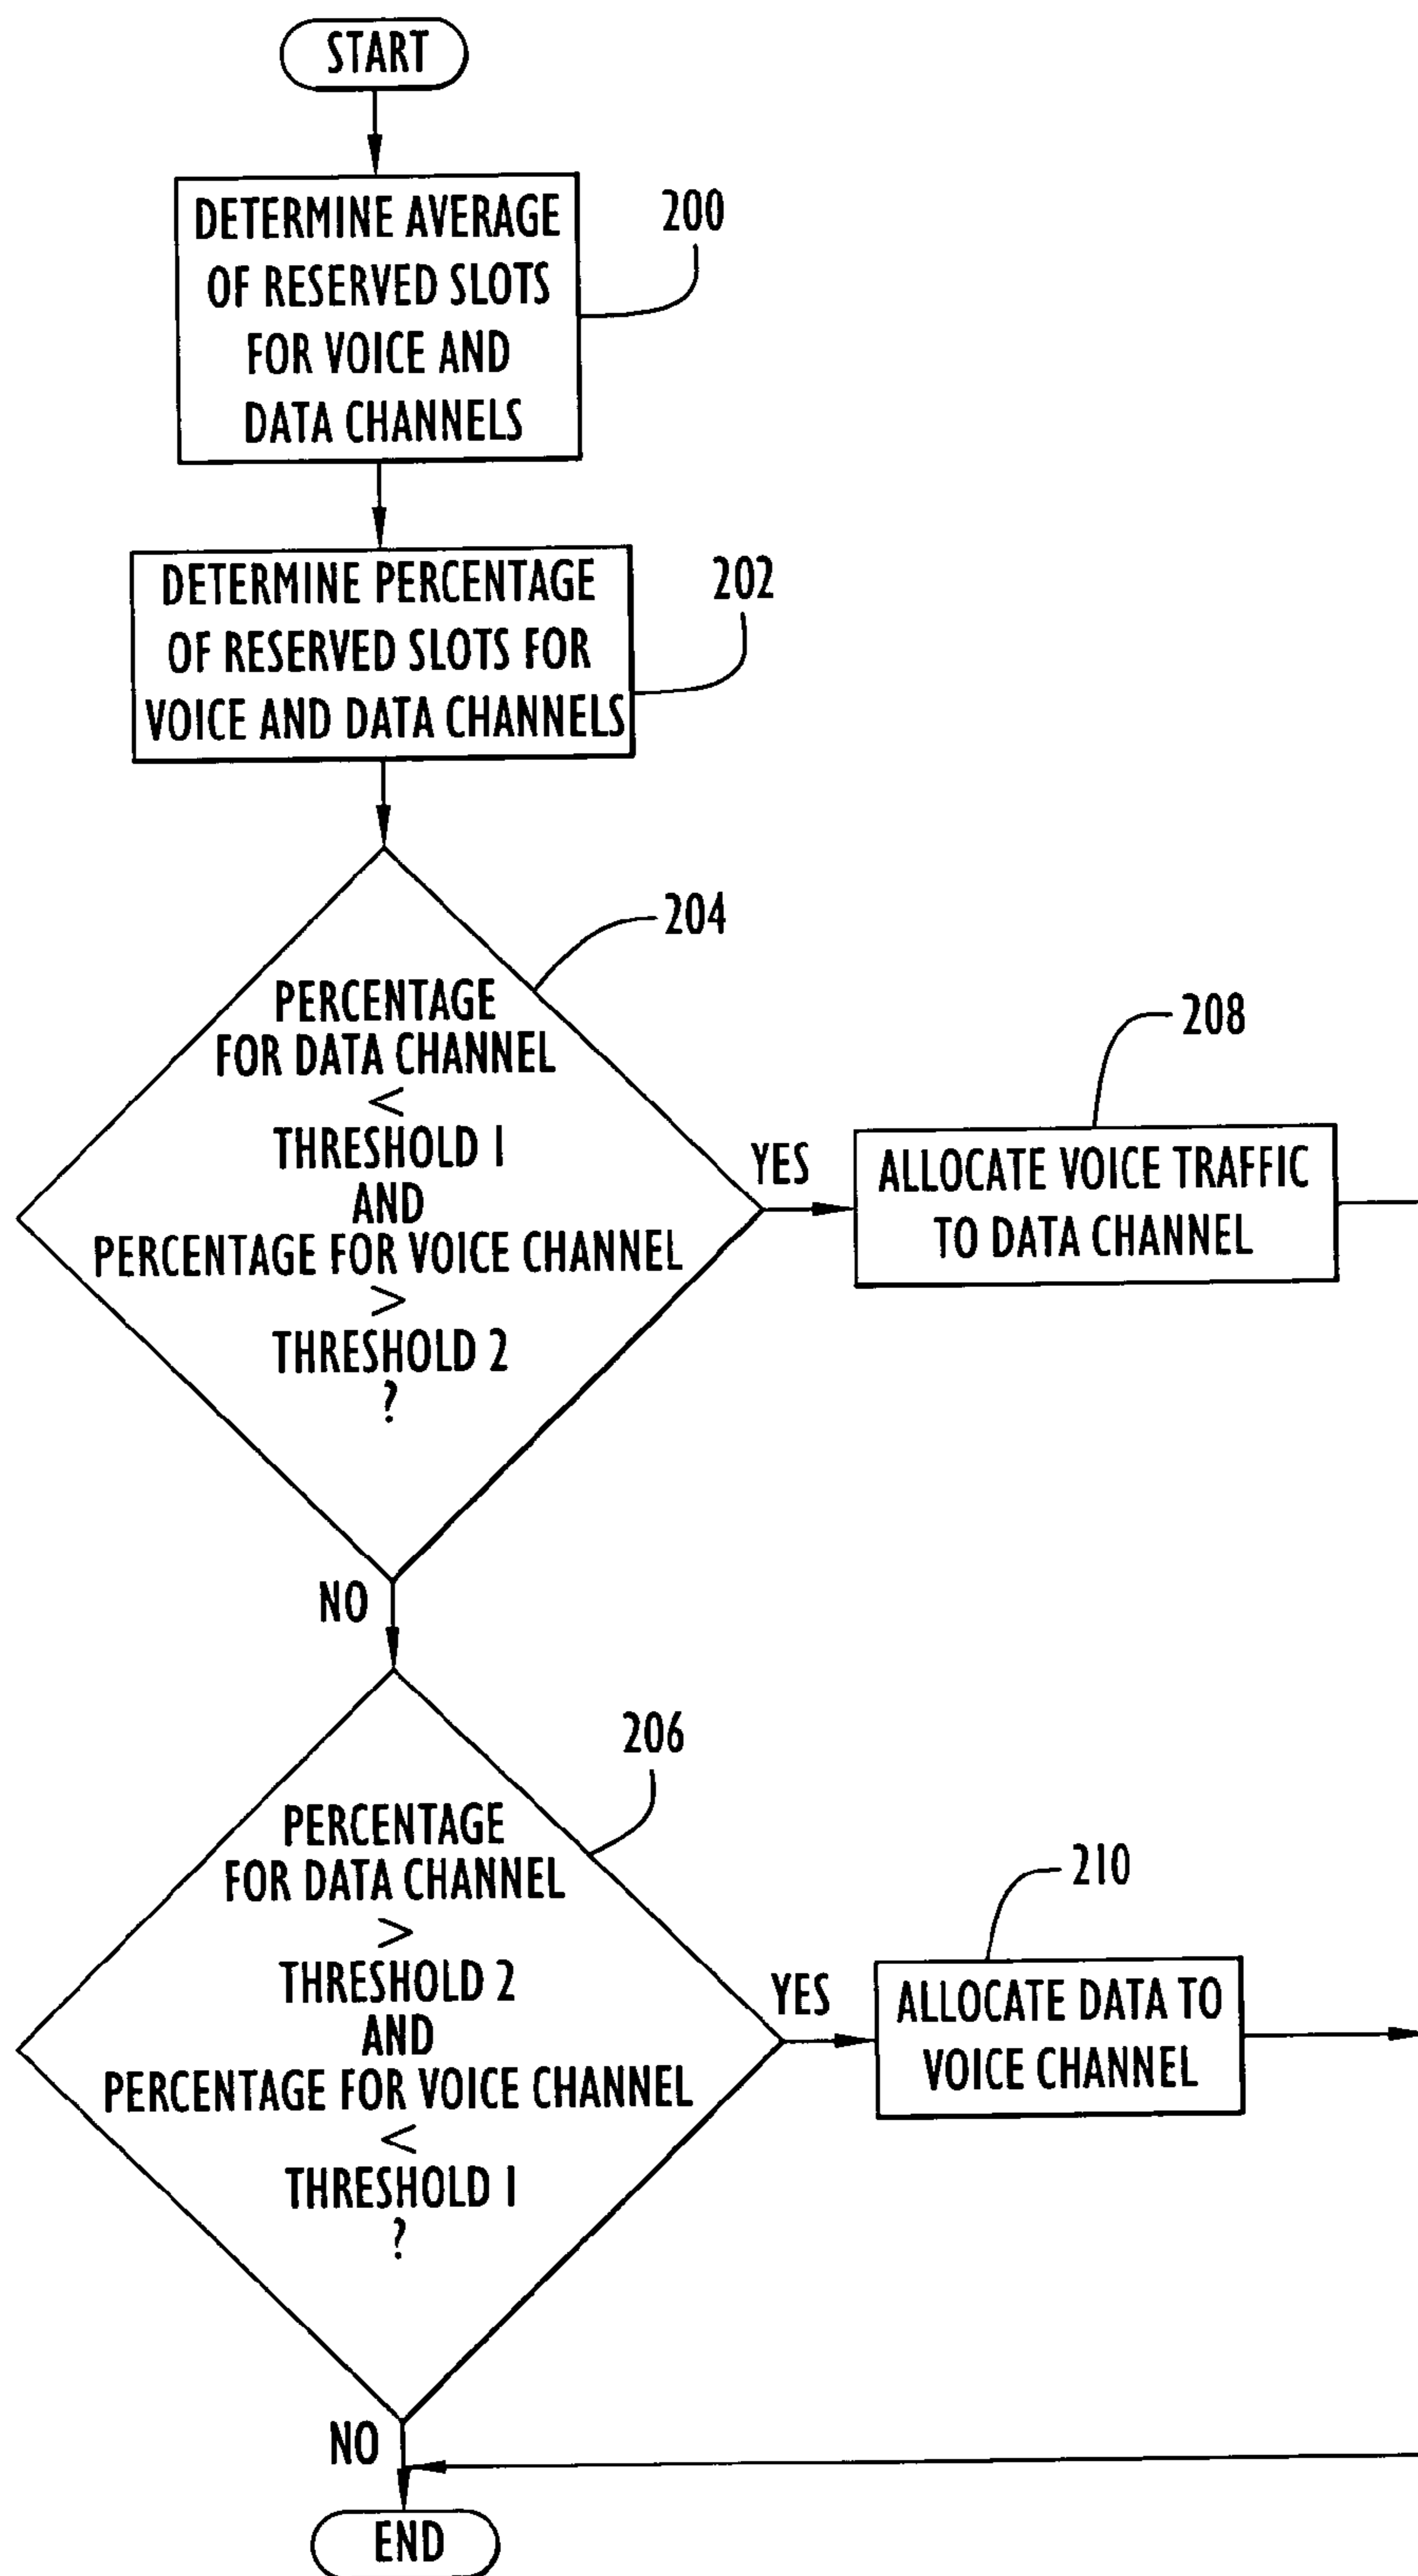 START
DETERMINE AVERAGE
OF RESERVED SLOTS
FOR VOICE AND
DATA CHANNELS
200
DETERMINE PERCENTAGE
OF RESERVED SLOTS FOR
VOICE AND DATA CHANNELS
202
PERCENTAGE
FOR DATA CHANNEL
<
THRESHOLD 1
AND
PERCENTAGE FOR VOICE CHANNEL
>
THRESHOLD 2
?
204
YES
ALLOCATE VOICE TRAFFIC
TO DATA CHANNEL
208
NO
PERCENTAGE
FOR DATA CHANNEL
>
THRESHOLD 2
AND
PERCENTAGE FOR VOICE CHANNEL
<
THRESHOLD 1
?
206
YES
ALLOCATE DATA TO
VOICE CHANNEL
210
NO
END